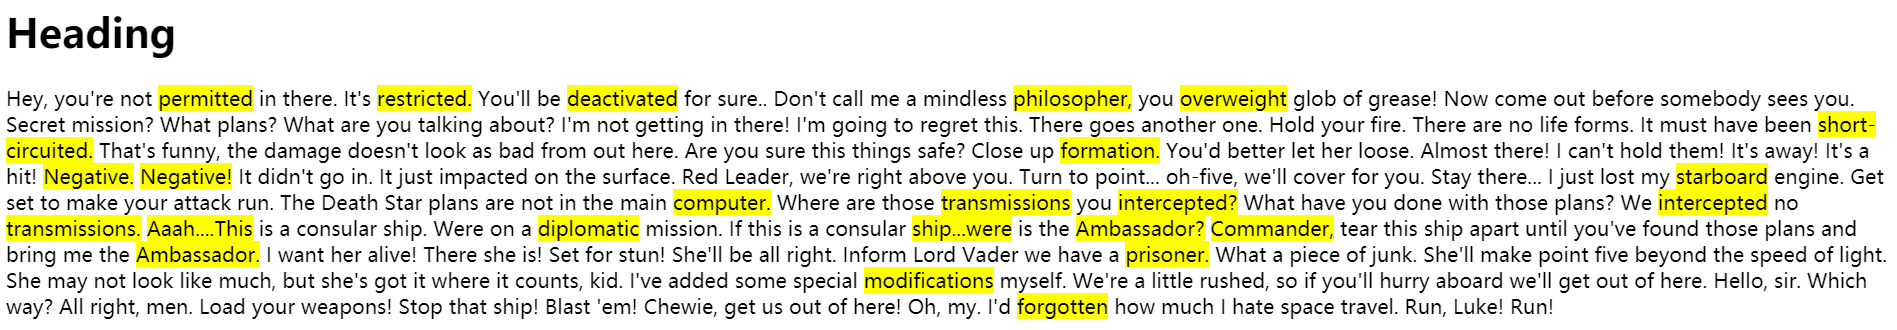 Heading
Hey, you're not permitted in there. It's restricted. You'll be deactivated for sure.. Don't call me a mindless philosopher, you overweight glob of grease! Now come out before somebody sees you.
Secret mission? What plans? What are you talking about? I'm not getting in there! I'm going to regret this. There goes another one. Hold your fire. There are no life forms. It must have been short-
circuited. That's funny, the damage doesn't look as bad from out here. Are you sure this things safe? Close up formation. You'd better let her loose. Almost there! I can't hold them! It's away! It's a
hit! Negative. Negative! It didn't go in. It just impacted on the surface. Red Leader, we're right above you. Turn to point... oh-five, we'll cover for you. Stay there... I just lost my starboard engine. Get
set to make your attack run. The Death Star plans are not in the main computer. Where are those transmissions you intercepted? What have you done with those plans? We intercepted no
transmissions. Aaah....This is a consular ship. Were on a diplomatic mission. If this is a consular ship...were is the Ambassador? Commander, tear this ship apart until you've found those plans and
bring me the Ambassador. I want her alive! There she is! Set for stun! She'll be all right. Inform Lord Vader we have a prisoner. What a piece of junk. She'll make point five beyond the speed of light.
She may not look like much, but she's got it where it counts, kid. I've added some special modifications myself. We're a little rushed, so if you'll hurry aboard we'll get out of here. Hello, sir. Which
way? All right, men. Load your weapons! Stop that ship! Blast 'em! Chewie, get us out of here! Oh, my. I'd forgotten how much I hate space travel. Run, Luke! Run!